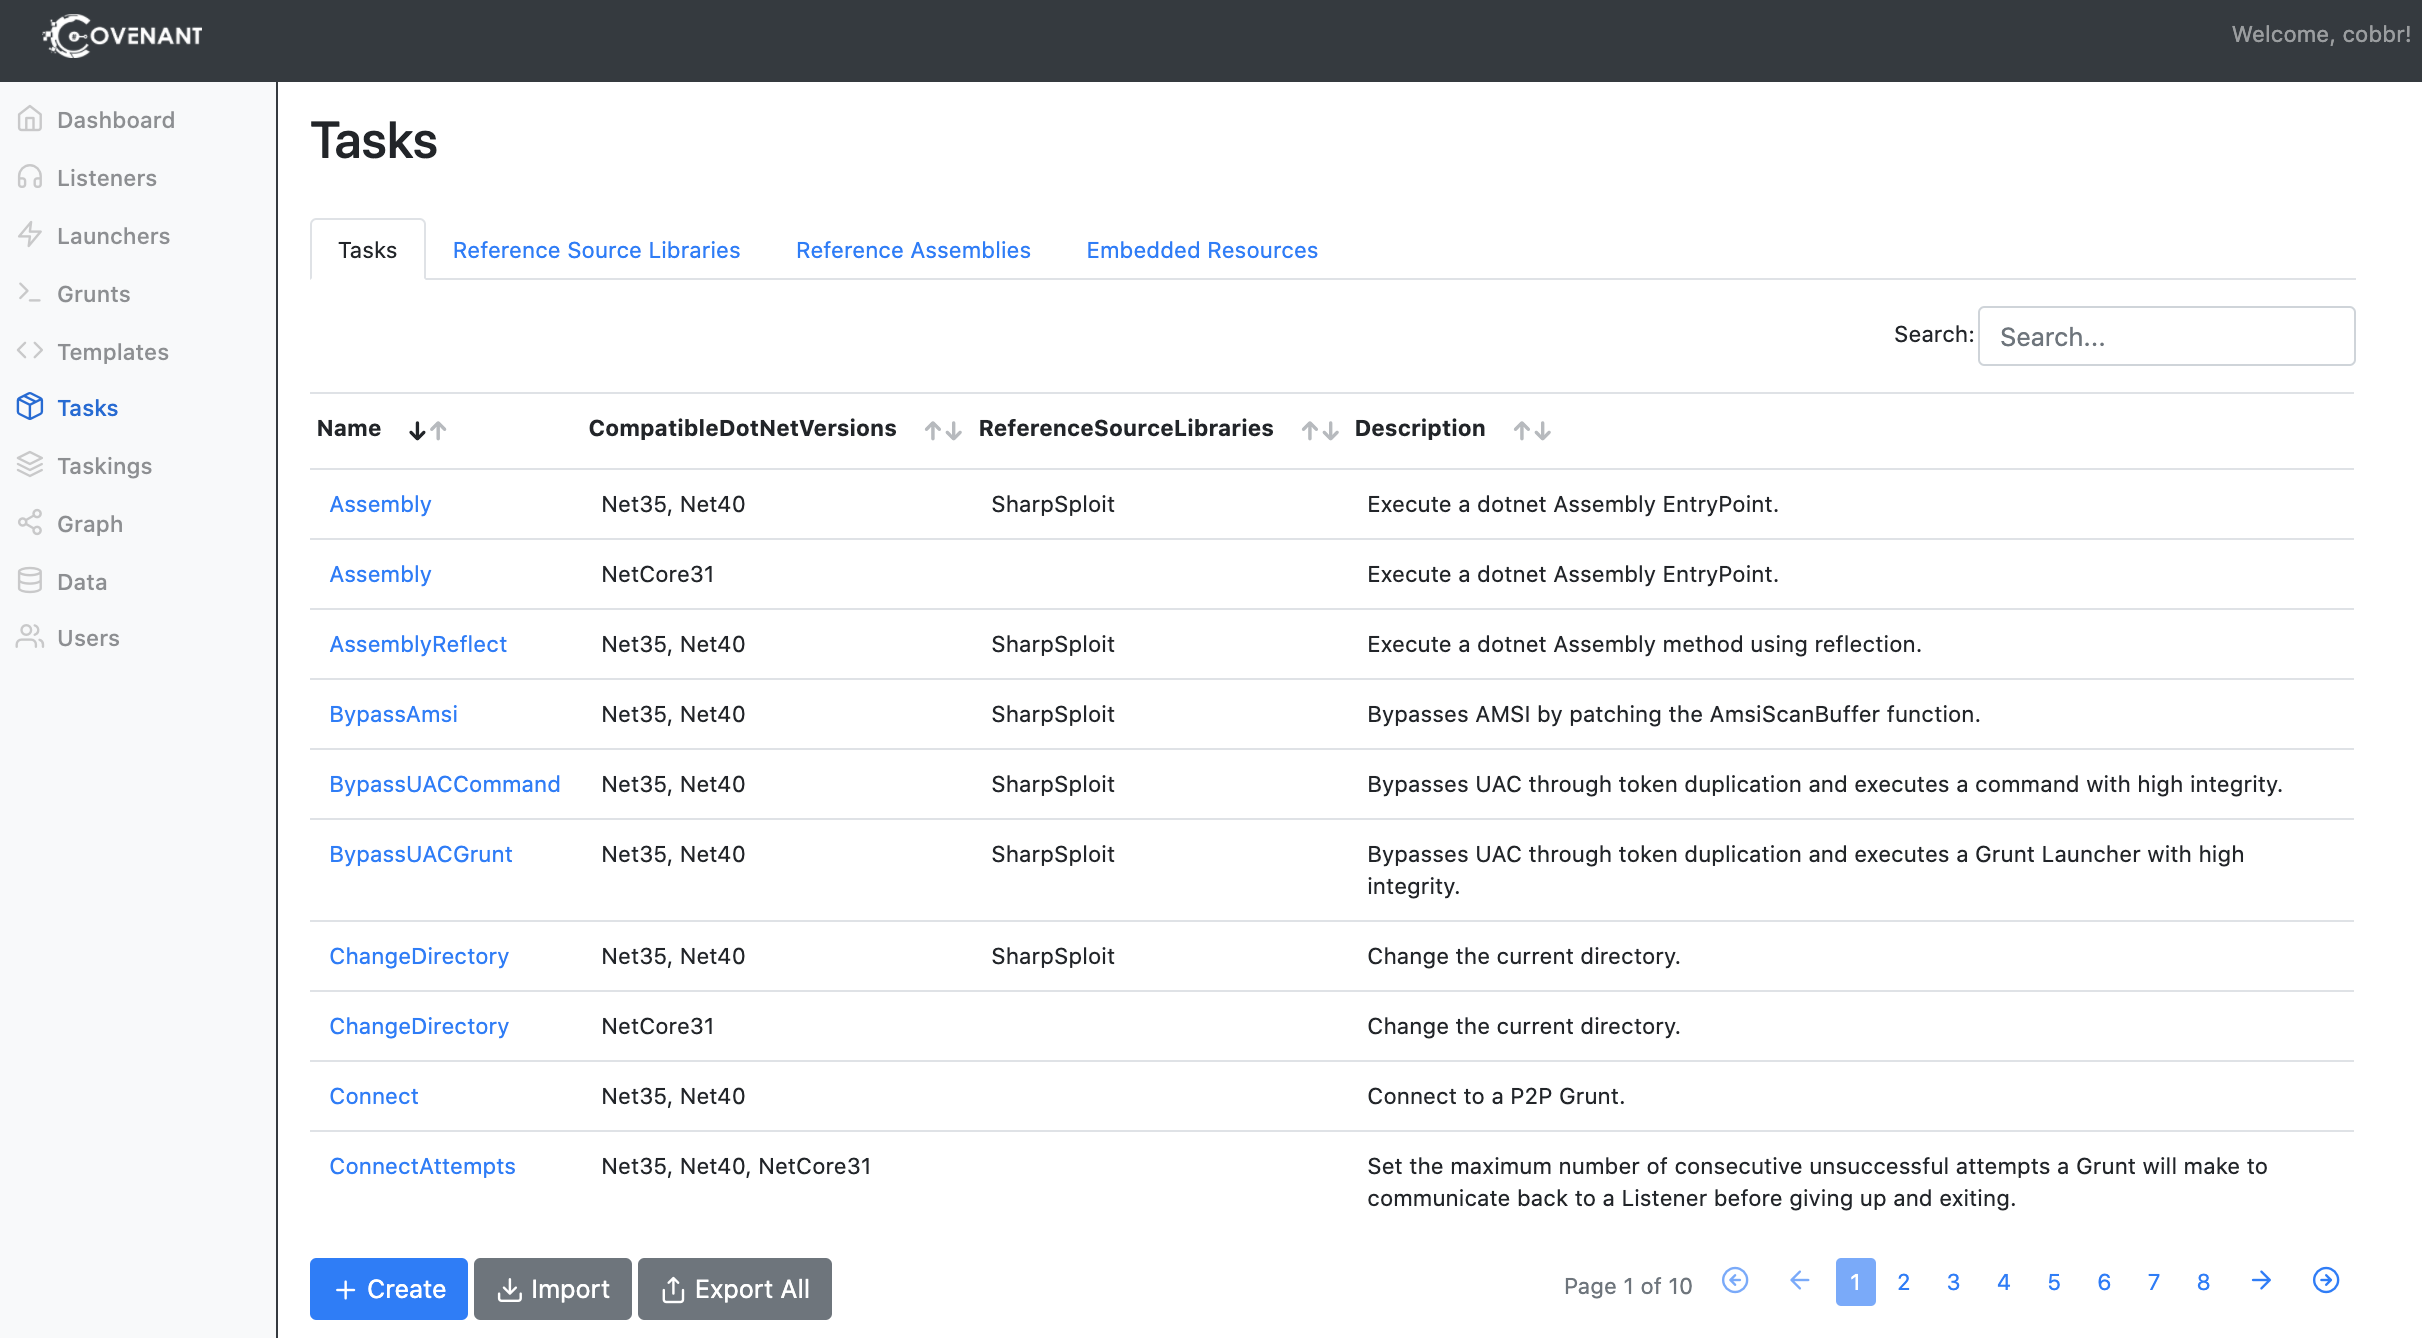 COVENANT
Welcome, cobbr!
Dashboard
Listeners
Launchers
Grunts
Templates
Tasks
Taskings
Graph
Data
Users
Tasks
Tasks Reference Source Libraries Reference Assemblies Embedded Resources
Search: Search...
Name CompatibleDotNetVersions ReferenceSourceLibraries Description
Assembly Net35, Net40 SharpSploit Execute a dotnet Assembly EntryPoint.
Assembly NetCore31 Execute a dotnet Assembly EntryPoint.
AssemblyReflect Net35, Net40 SharpSploit Execute a dotnet Assembly method using reflection.
BypassAmsi Net35, Net40 SharpSploit Bypasses AMSI by patching the AmsiScanBuffer function.
BypassUACCommand Net35, Net40 SharpSploit Bypasses UAC through token duplication and executes a command with high integrity.
BypassUACGrunt Net35, Net40 SharpSploit Bypasses UAC through token duplication and executes a Grunt Launcher with high
integrity.
ChangeDirectory Net35, Net40 SharpSploit Change the current directory.
ChangeDirectory NetCore31 Change the current directory.
Connect Net35, Net40 Connect to a P2P Grunt.
ConnectAttempts Net35, Net40, NetCore31 Set the maximum number of consecutive unsuccessful attempts a Grunt will make to
communicate back to a Listener before giving up and exiting.
Create Import Export All Page 1 of 10 1 2 3 4 5 6 7 8